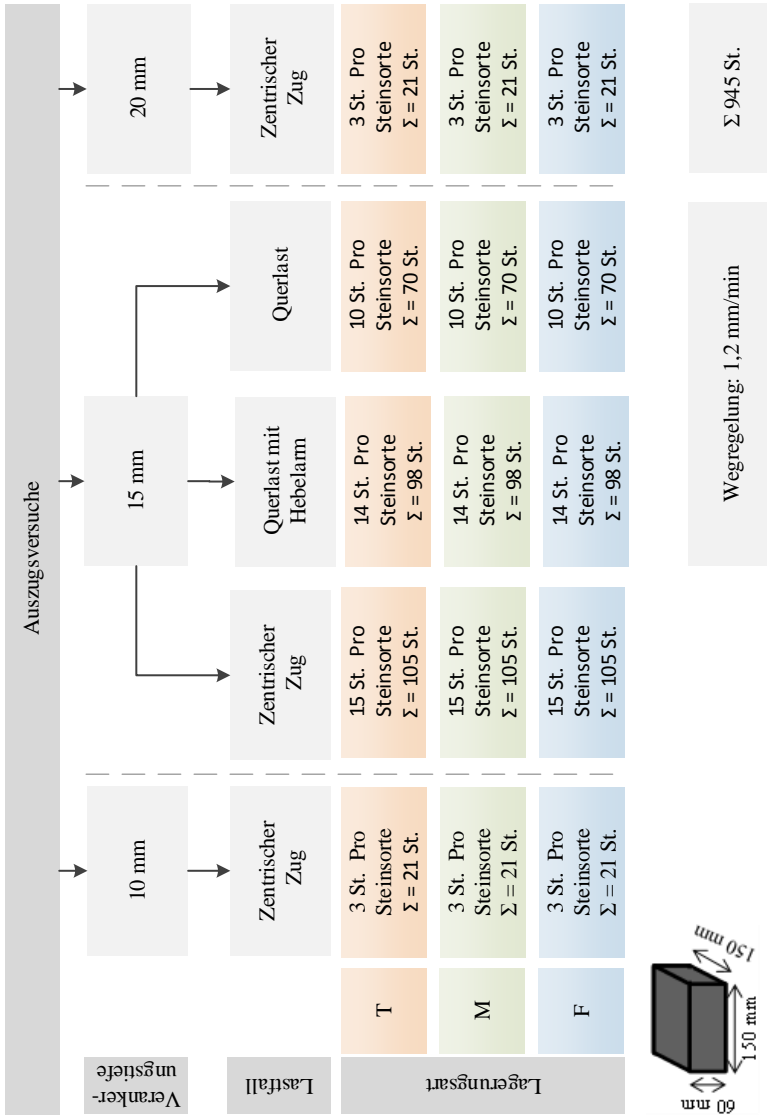 Auszugsversuche
Veranker-
ungstiefe
10 mm
15 mm
20 mm
Lastfall
Zentrischer
Zug
Zentrischer
Zug
Querlast mit
Hebelarm
Querlast
Zentrischer
Zug
Lagerungsart
T
3 St. Pro
Steinsorte
Σ = 21 St.
15 St. Pro
Steinsorte
Σ = 105 St.
14 St. Pro
Steinsorte
Σ = 98 St.
10 St. Pro
Steinsorte
Σ = 70 St.
3 St. Pro
Steinsorte
Σ = 21 St.
M
3 St. Pro
Steinsorte
Σ = 21 St.
15 St. Pro
Steinsorte
Σ = 105 St.
14 St. Pro
Steinsorte
Σ = 98 St.
10 St. Pro
Steinsorte
Σ = 70 St.
3 St. Pro
Steinsorte
Σ = 21 St.
F
3 St. Pro
Steinsorte
Σ = 21 St.
15 St. Pro
Steinsorte
Σ = 105 St.
14 St. Pro
Steinsorte
Σ = 98 St.
10 St. Pro
Steinsorte
Σ = 70 St.
3 St. Pro
Steinsorte
Σ = 21 St.
60
mm
150 mm
150 mm
Wegregelung: 1,2 mm/min
Σ 945 St.